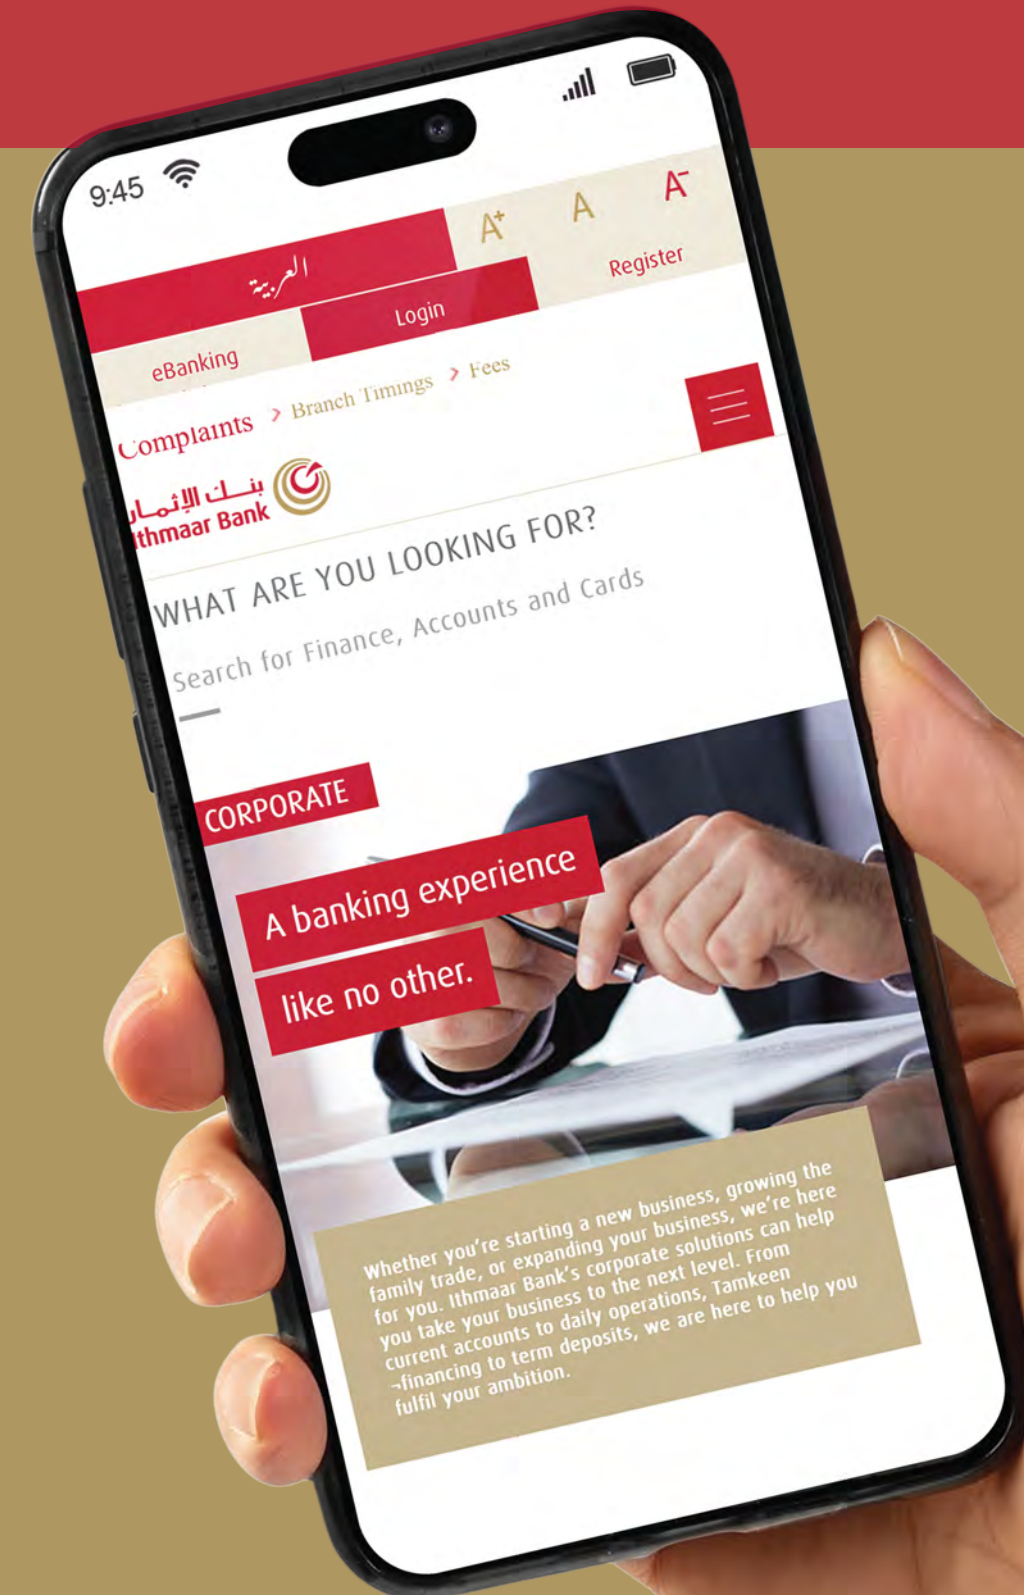 9:45
العربية
A+ A A-
eBanking
Login
Register
Complaints > Branch Timings > Fees
بنك الإثمار
Ithmaar Bank
WHAT ARE YOU LOOKING FOR?
Search for Finance, Accounts and Cards
CORPORATE
A banking experience
like no other.
Whether you're starting a new business, growing the
family trade, or expanding your business, we're here
for you. Ithmaar Bank's corporate solutions can help
you take your business to the next level. From
current accounts to daily operations, Tamkeen
¬financing to term deposits, we are here to help you
fulfil your ambition.